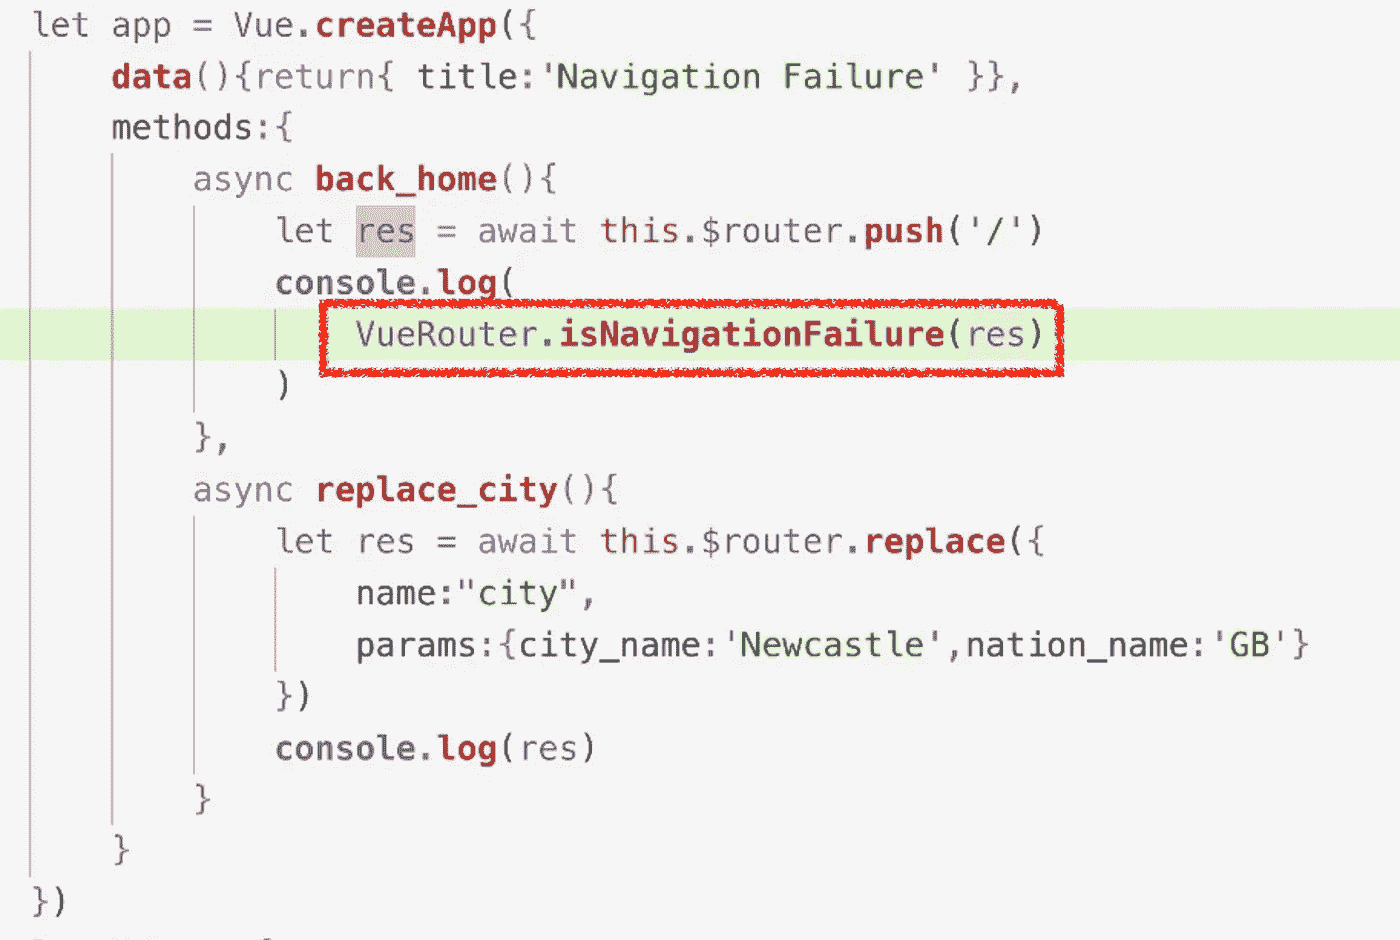 let app = Vue.createApp({
data(){return{ title:'Navigation Failure' }},
methods:{
async back_home(){
let res = await this.$router.push('/')
console.log(
VueRouter.isNavigationFailure(res)
)
},
async replace_city(){
let res = await this.$router.replace({
name:"city",
params:{city_name:'Newcastle',nation_name:'GB'}
})
console.log(res)
}
}
})